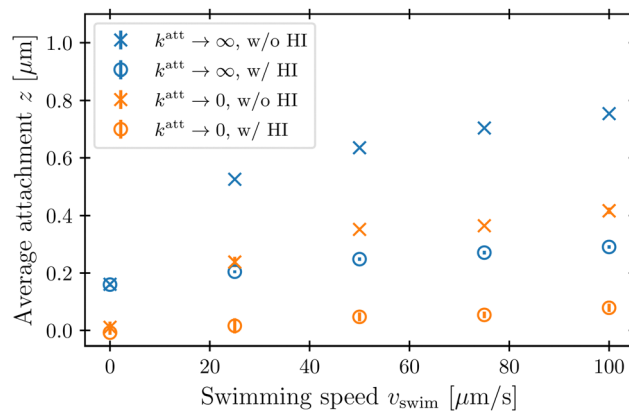 1.0
0.8
0.6
0.4
0.2
0.0
Average attachment z [μm]
k^att → ∞, w/o HI
k^att → ∞, w/ HI
k^att → 0, w/o HI
k^att → 0, w/ HI
0 20 40 60 80 100
Swimming speed v_swim [μm/s]